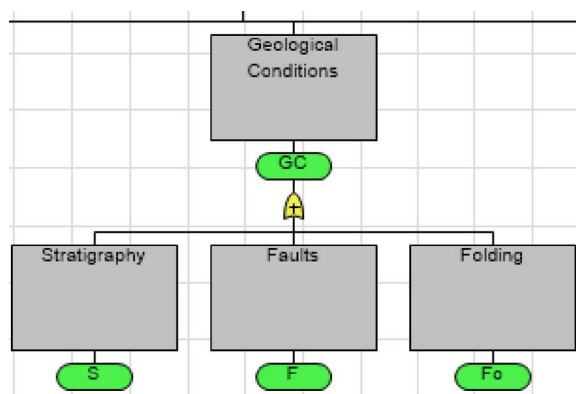 Geological
Conditions
GC
+
Stratigraphy
Faults
Folding
S
F
Fo